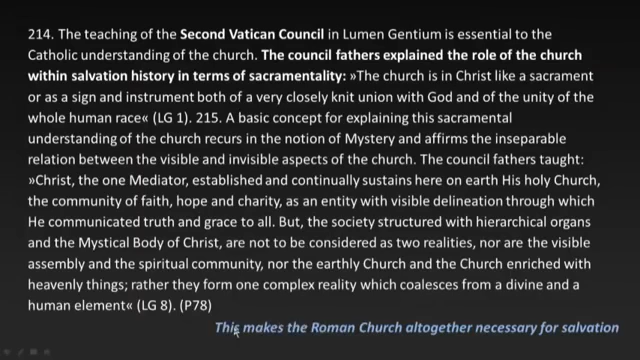 214. The teaching of the Second Vatican Council in Lumen Gentium is essential to the
Catholic understanding of the church. The council fathers explained the role of the church
within salvation history in terms of sacramentality: »The church is in Christ like a sacrament
or as a sign and instrument both of a very closely knit union with God and of the unity of the
whole human race« (LG 1). 215. A basic concept for explaining this sacramental
understanding of the church recurs in the notion of Mystery and affirms the inseparable
relation between the visible and invisible aspects of the church. The council fathers taught:
»Christ, the one Mediator, established and continually sustains here on earth His holy Church,
the community of faith, hope and charity, as an entity with visible delineation through which
He communicated truth and grace to all. But, the society structured with hierarchical organs
and the Mystical Body of Christ, are not to be considered as two realities, nor are the visible
assembly and the spiritual community, nor the earthly Church and the Church enriched with
heavenly things; rather they form one complex reality which coalesces from a divine and a
human element« (LG 8). (P78)
This makes the Roman Church altogether necessary for salvation